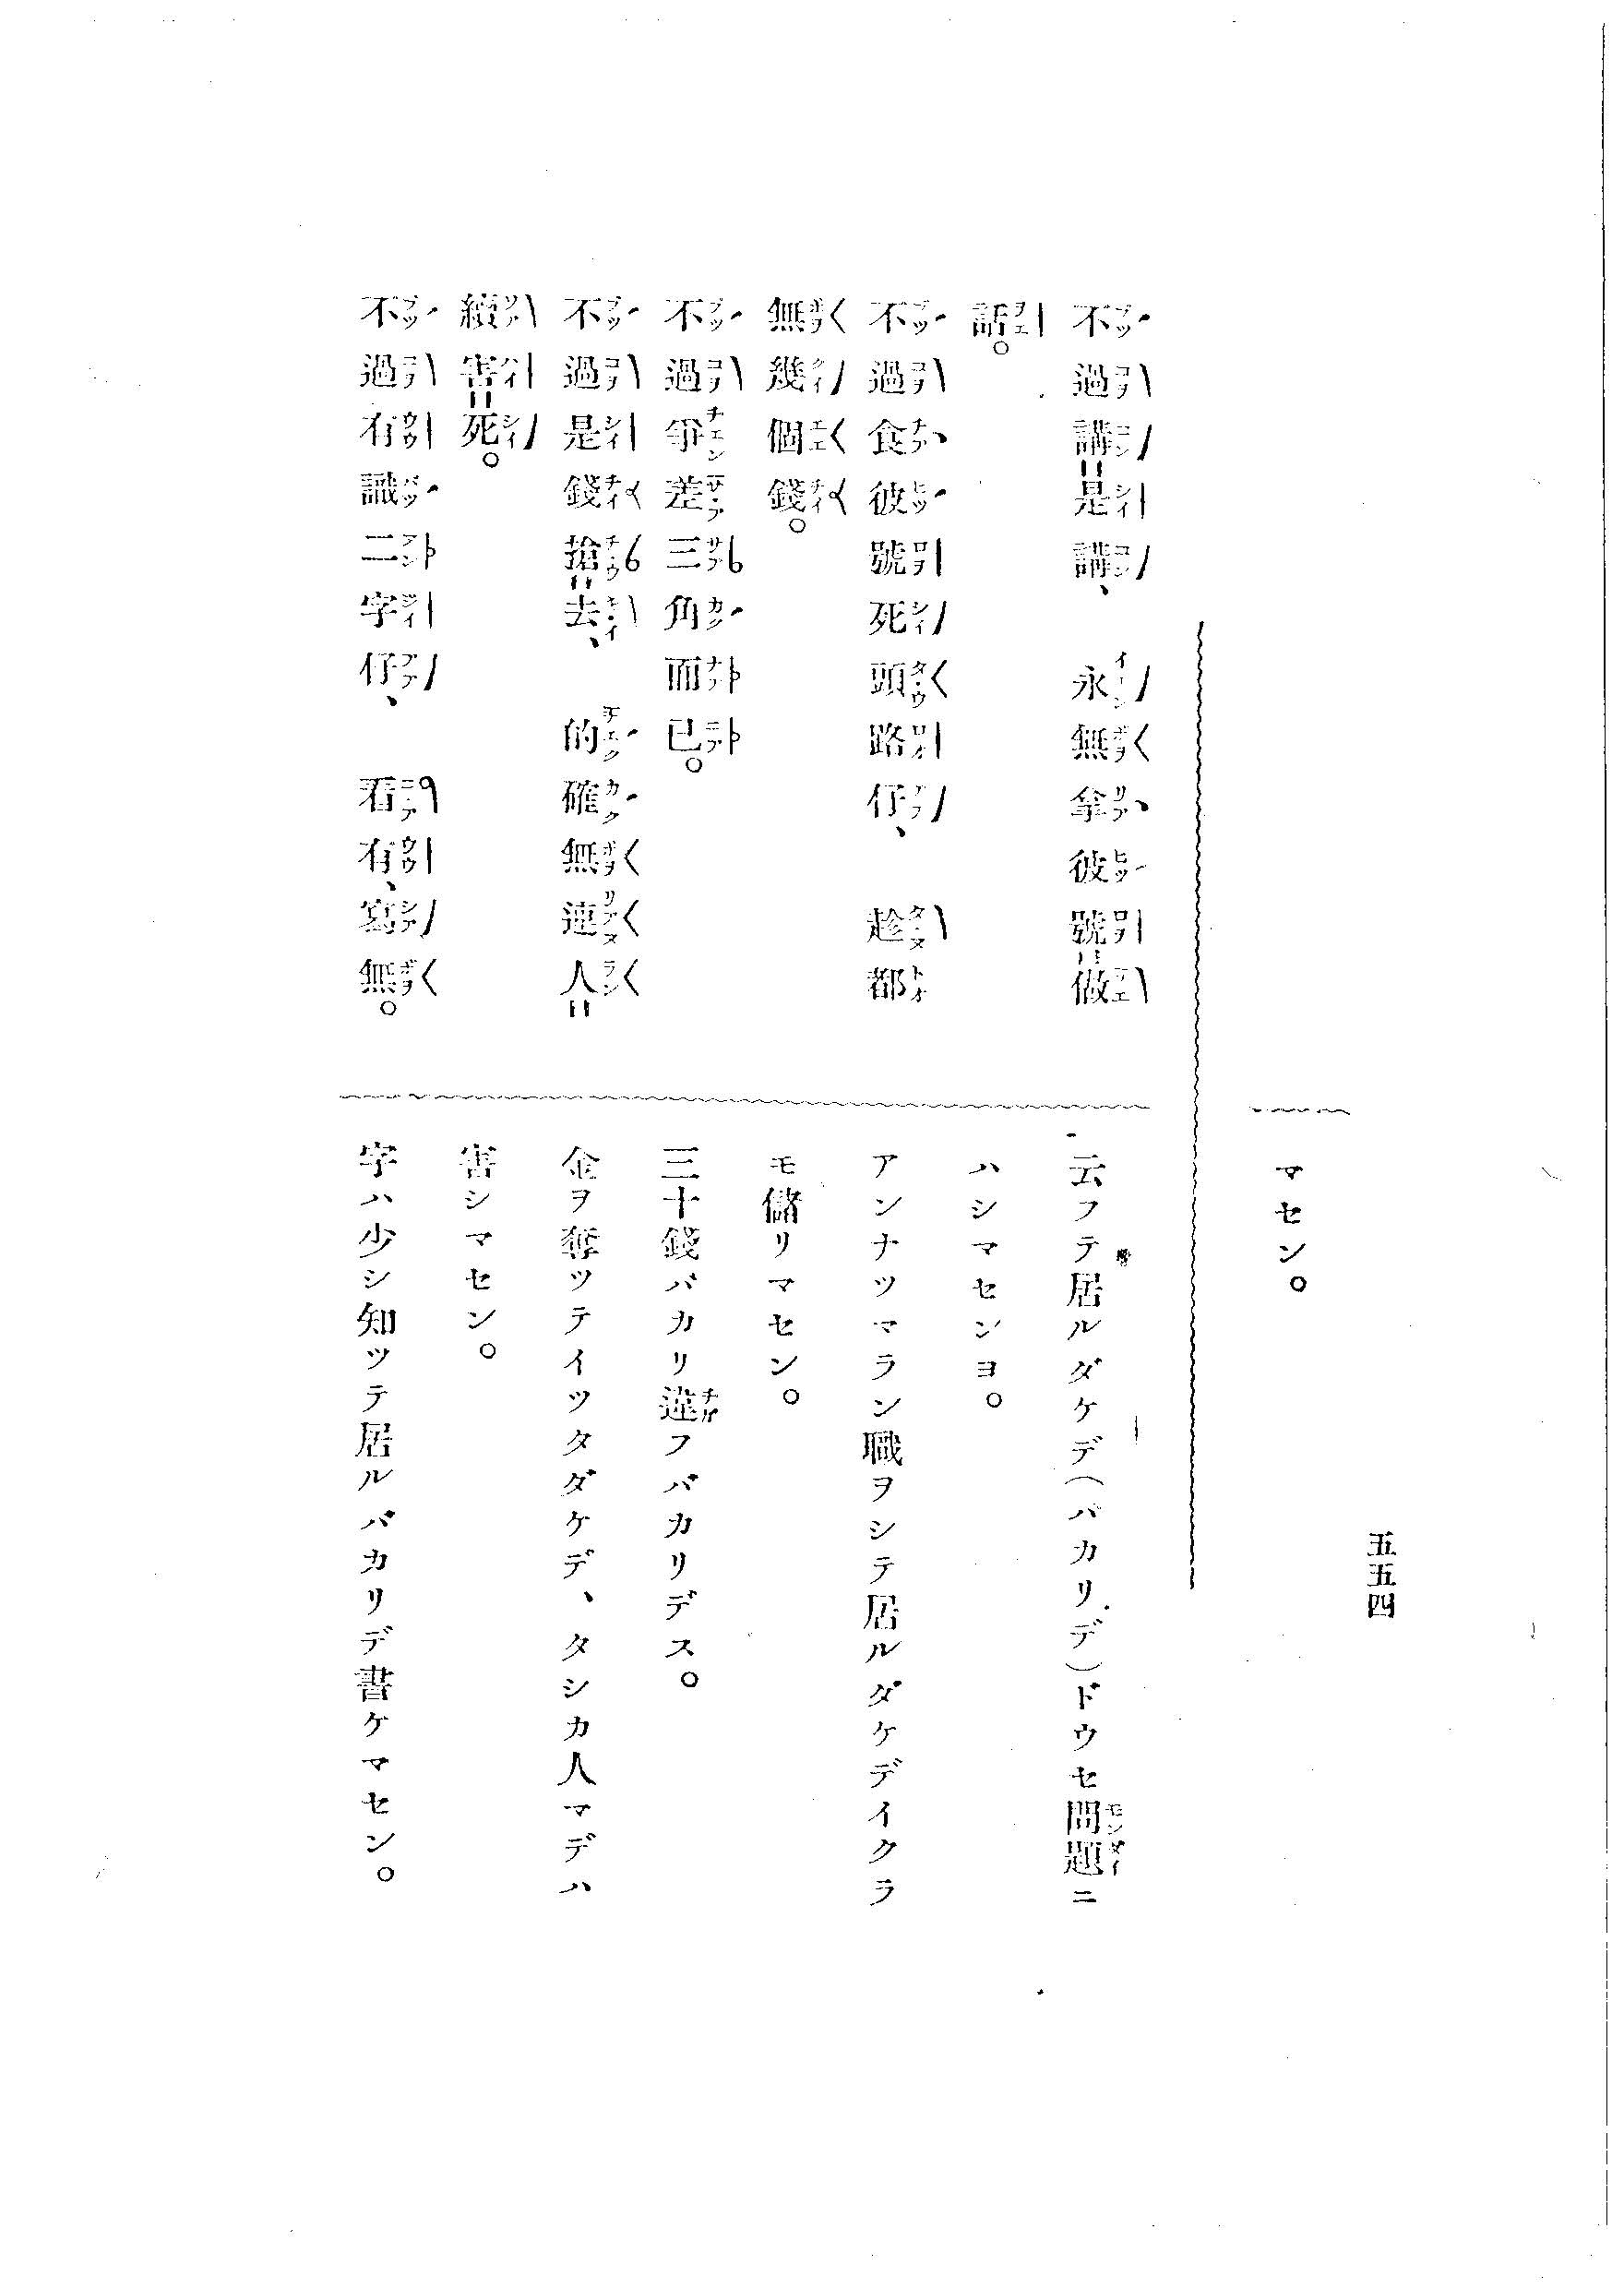 五五四
マセン。
不過講是講、永無拿彼號做
話。
不過食彼號死頭路仔、趁都
無幾個錢。
不過爭差三角而已。
不過是錢搶去、的確無連人
續害死。
不過有識二字仔、看有、寫無。
云フテ居ルダケデ(バカリデ)ドウセ問題ニ
ハシマセンヨ。
アンナツマラン職ヲシテ居ルダケデイクラ
モ儲リマセン。
三十錢バカリ違フバカリデス。
金ヲ奪ツテイツタダケデ、タシカ人マデハ
害シマセン。
字ハ少シ知ツテ居ルバカリデ書ケマセン。